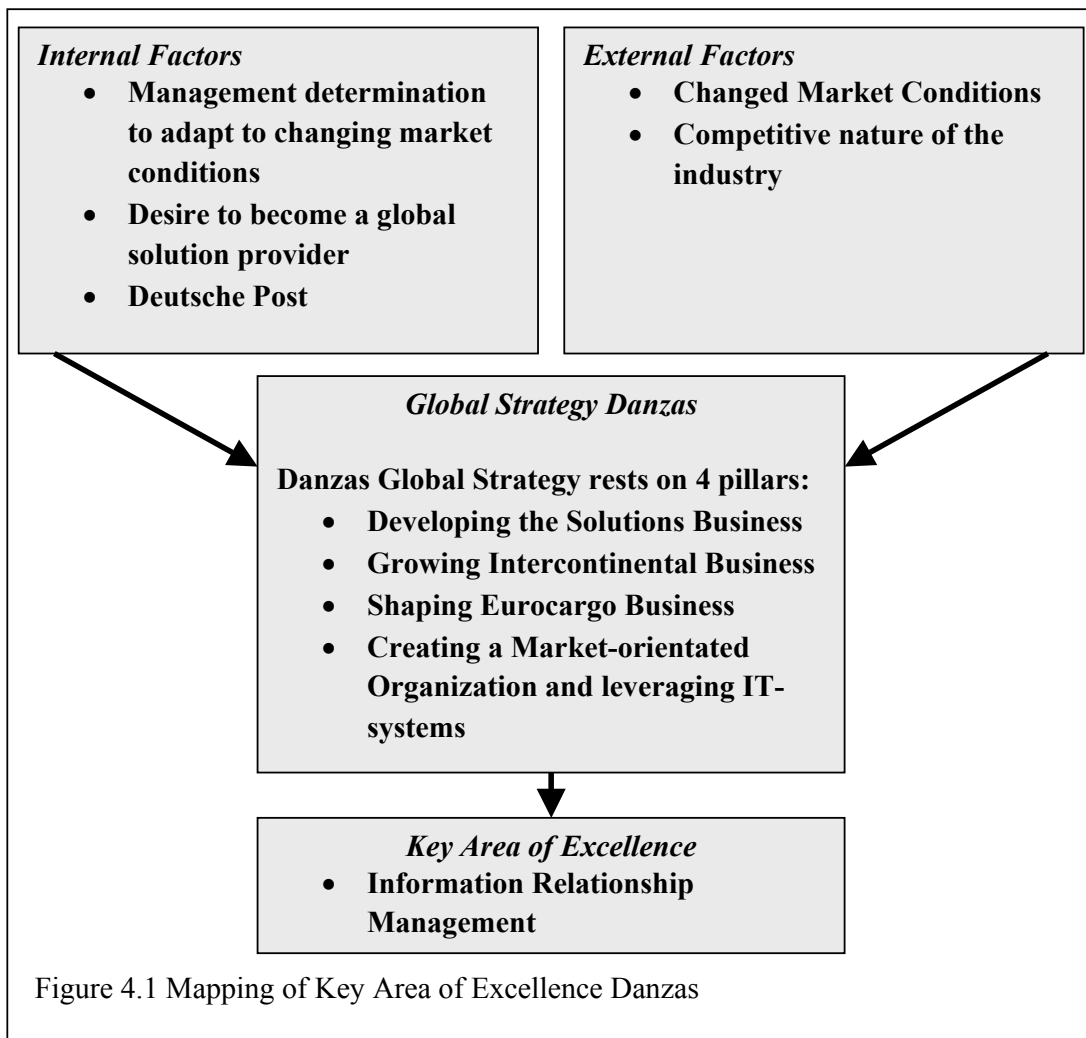 Internal Factors
• Management determination
to adapt to changing market
conditions
• Desire to become a global
solution provider
• Deutsche Post
External Factors
• Changed Market Conditions
• Competitive nature of the
industry
Global Strategy Danzas
Danzas Global Strategy rests on 4 pillars:
• Developing the Solutions Business
• Growing Intercontinental Business
• Shaping Eurocargo Business
• Creating a Market-orientated
Organization and leveraging IT-
systems
Key Area of Excellence
• Information Relationship
Management
Figure 4.1 Mapping of Key Area of Excellence Danzas